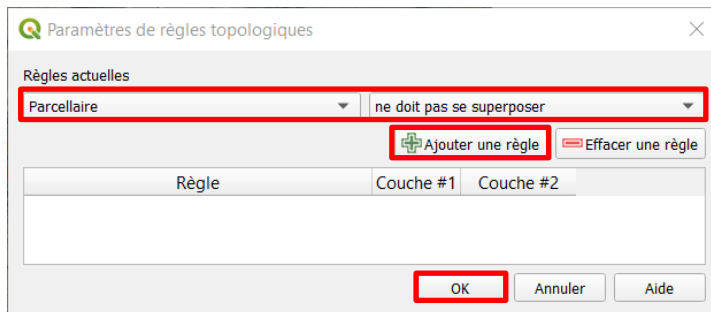 Paramètres de règles topologiques
Règles actuelles
Parcellaire ne doit pas se superposer
Ajouter une règle Effacer une règle
Règle Couche #1 Couche #2
OK Annuler Aide